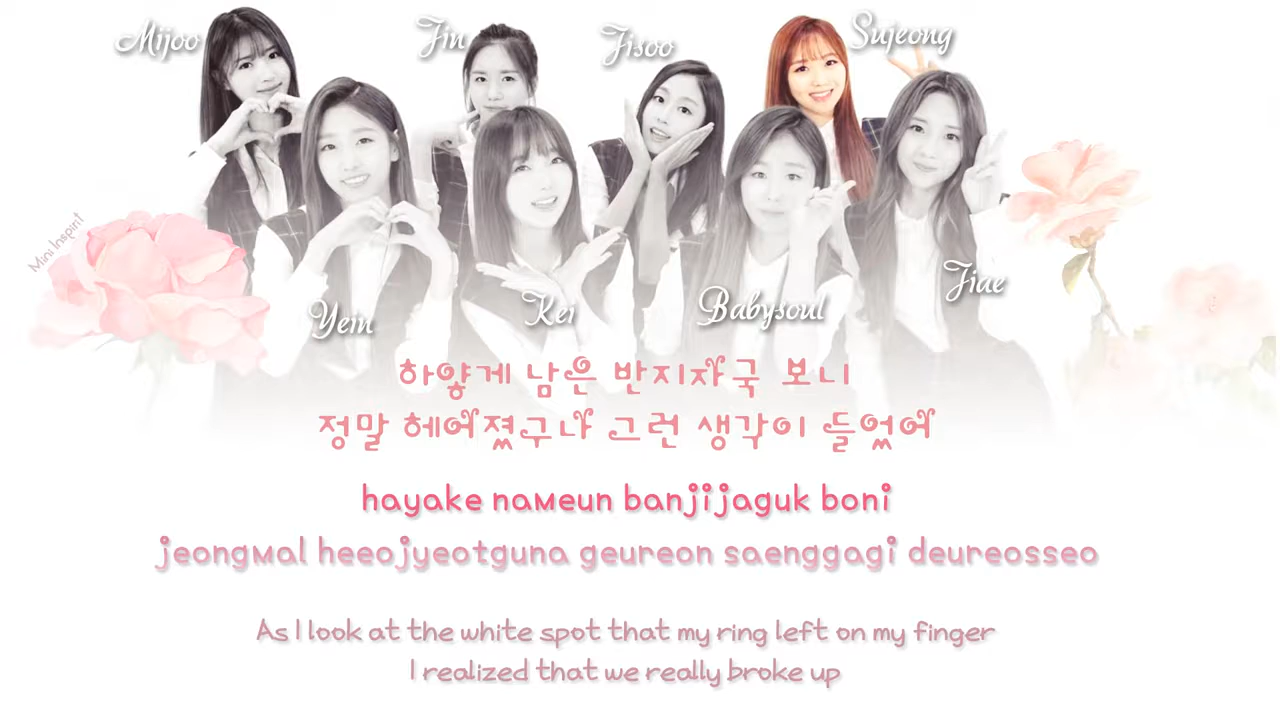 Mijoo
Jin
Jisoo
Sujeong
Mini Inspirit
Yein
Kei
Babysoul
Jiae
하얗게 남은 반지자국 보니
정말 헤어졌구나 그런 생각이 들었어
hayake nameun banjijaguk boni
jeongmal heeojyeotguna geureon saenggagi deureosseo
As I look at the white spot that my ring left on my finger
I realized that we really broke up